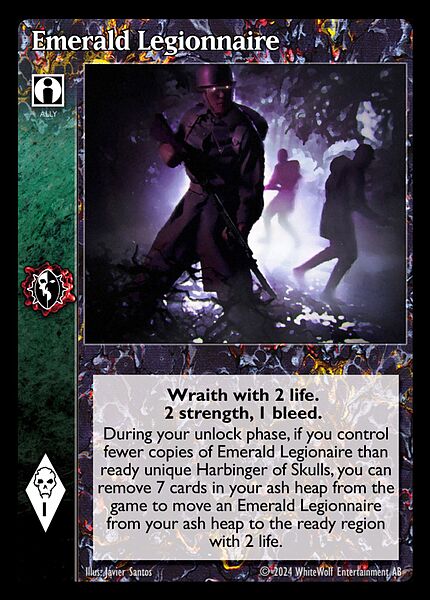 Emerald Legionnaire
ALLY
Wraith with 2 life.
2 strength, 1 bleed.
During your unlock phase, if you control
fewer copies of Emerald Legionaire than
ready unique Harbinger of Skulls, you can
remove 7 cards in your ash heap from the
game to move an Emerald Legionnaire
from your ash heap to the ready region
with 2 life.
1
Illus: Javier Santos
© 2024 WhiteWolf Entertainment AB